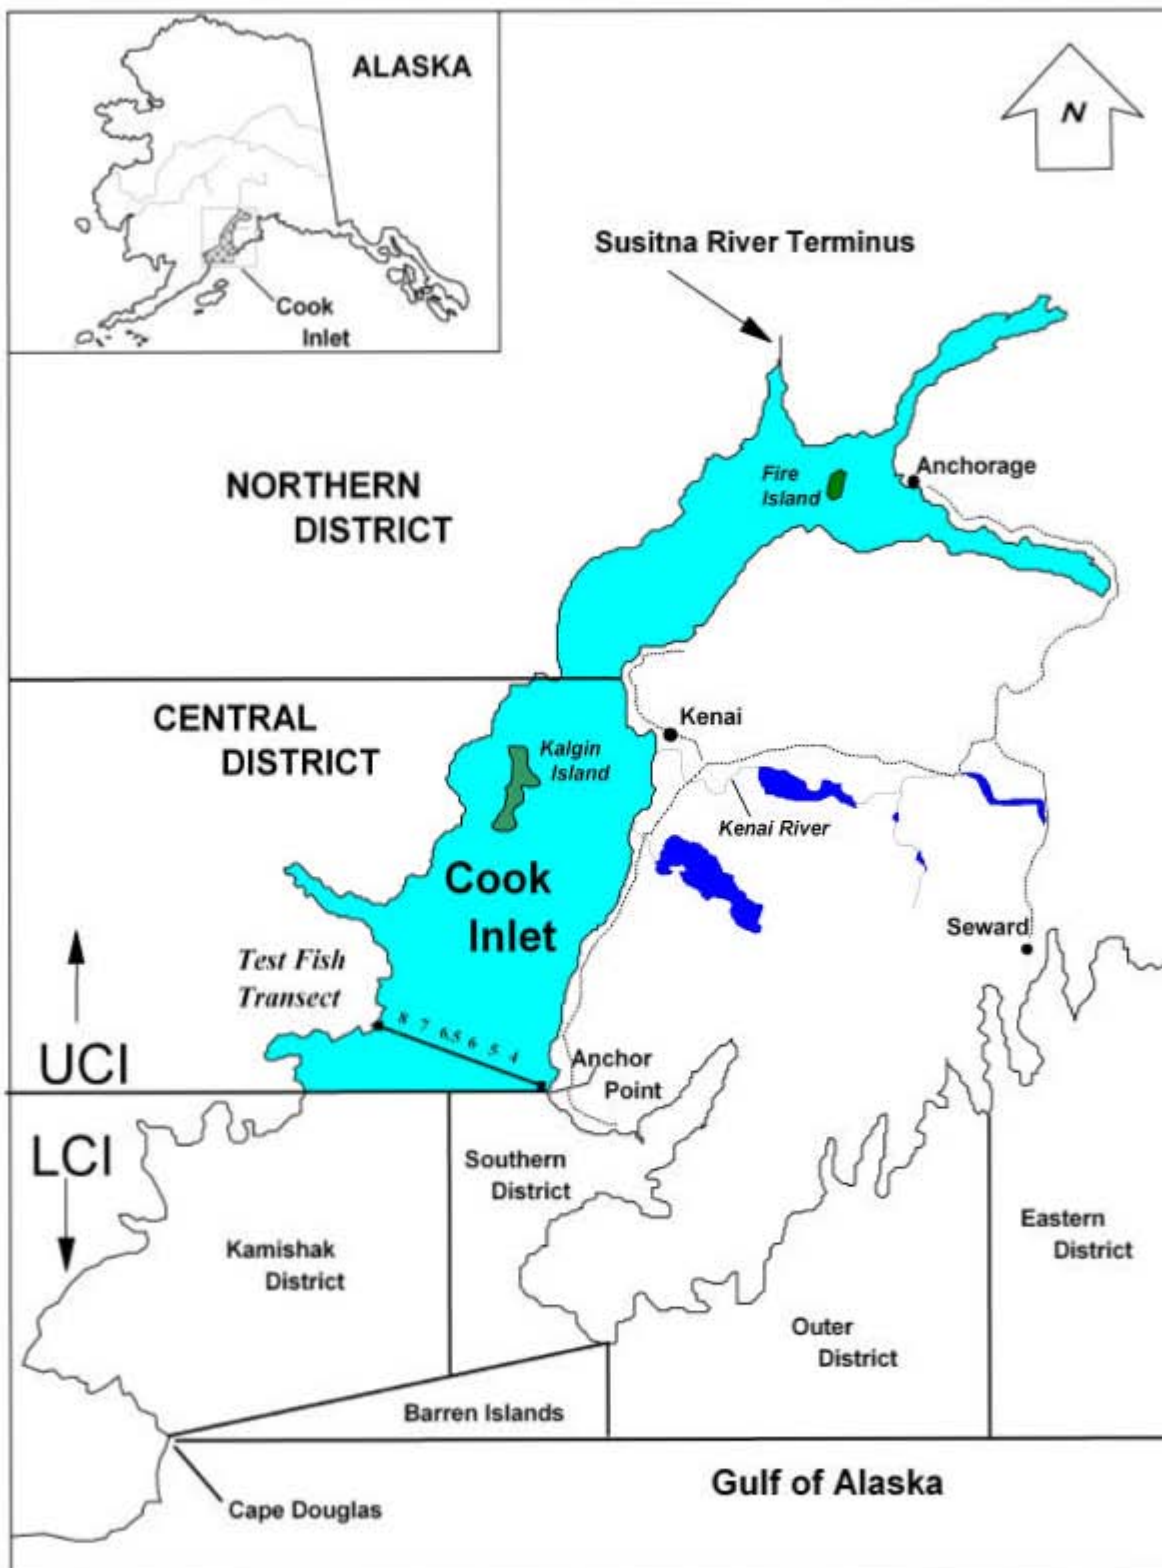 ALASKA
N
Cook
Inlet
Susitna River Terminus
Fire
Island
Anchorage
NORTHERN
DISTRICT
CENTRAL
DISTRICT
Kenai
Kalgin
Island
Kenai River
Cook
Inlet
Seward
Test Fish
Transect
8 7 6.5 6 5 4
UCI
Anchor
Point
LCI
Southern
District
Kamishak
District
Eastern
District
Outer
District
Barren Islands
Gulf of Alaska
Cape Douglas